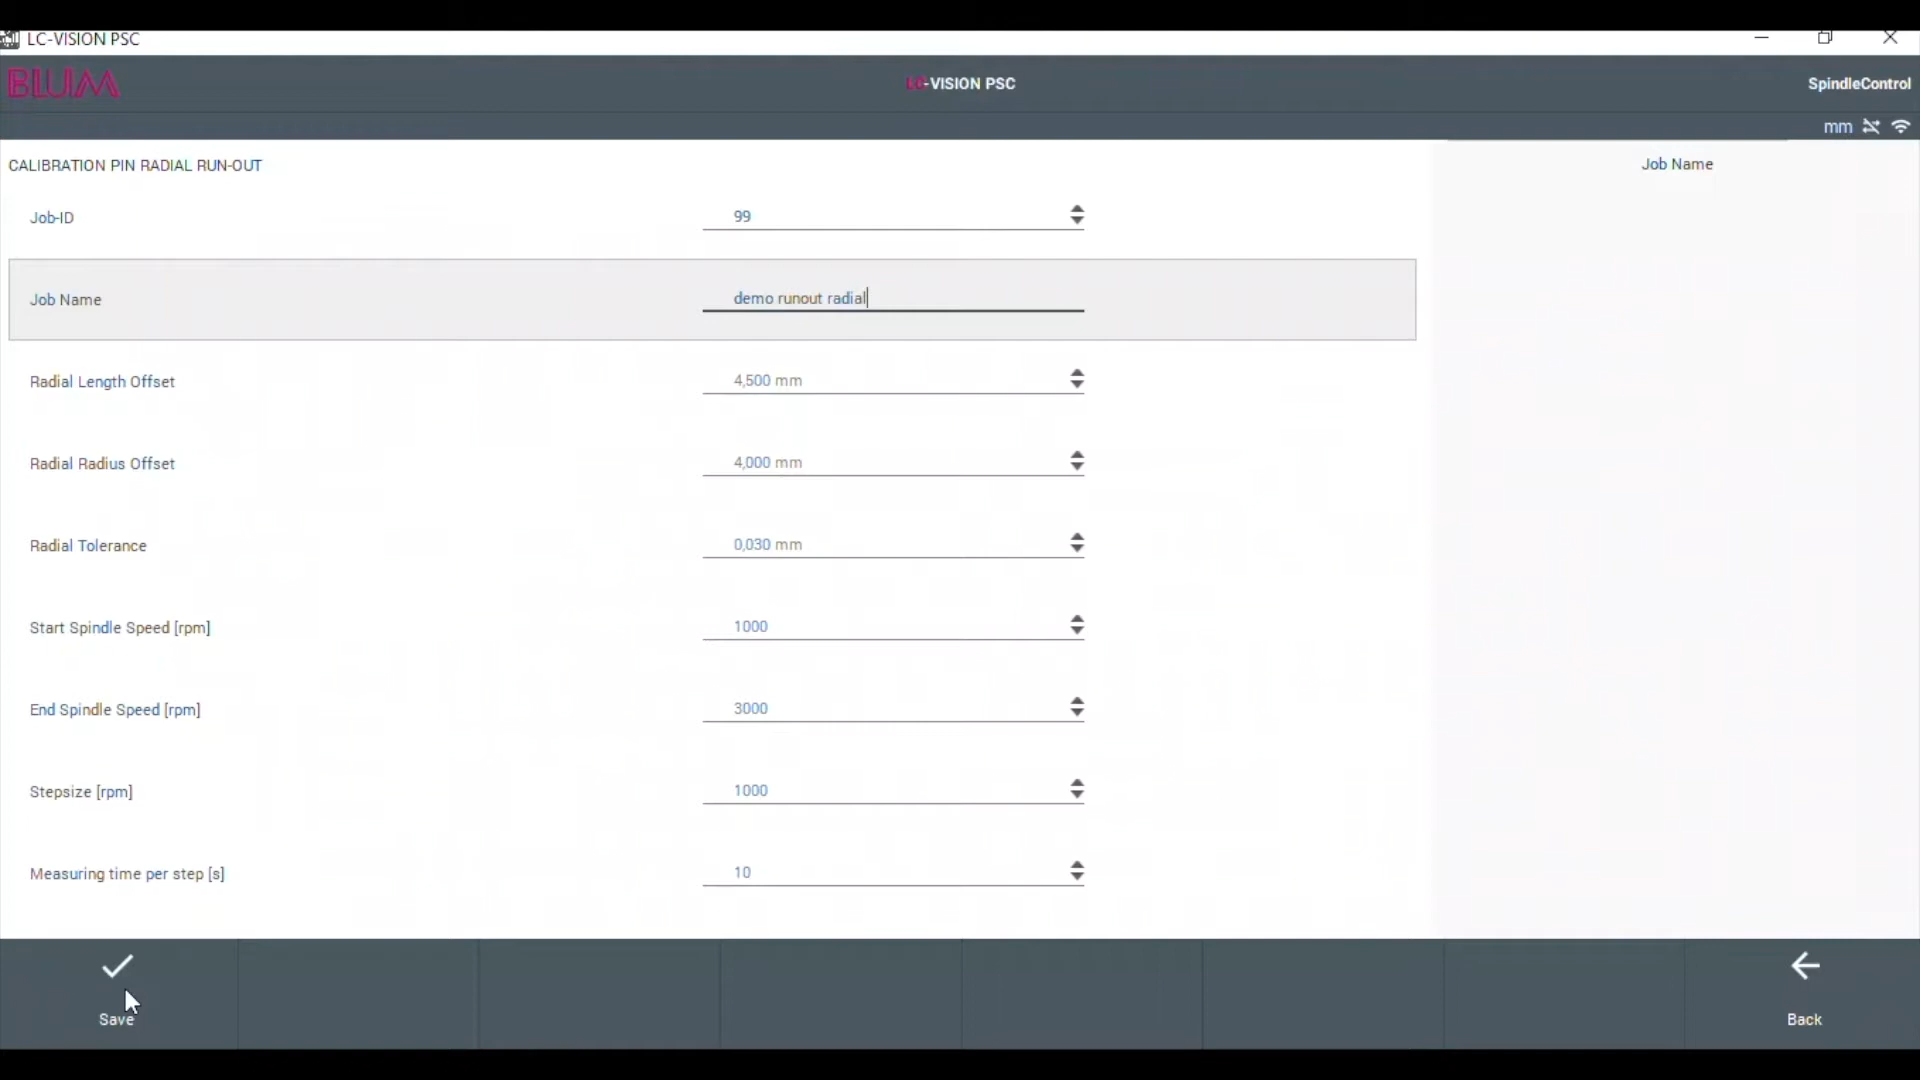 LC-VISION PSC
BLUM
LC-VISION PSC
SpindleControl
mm
CALIBRATION PIN RADIAL RUN-OUT
Job Name
Job-ID
99
Job Name
demo runout radial
Radial Length Offset
4,500 mm
Radial Radius Offset
4,000 mm
Radial Tolerance
0,030 mm
Start Spindle Speed [rpm]
1000
End Spindle Speed [rpm]
3000
Stepsize [rpm]
1000
Measuring time per step [s]
10
Save
Back